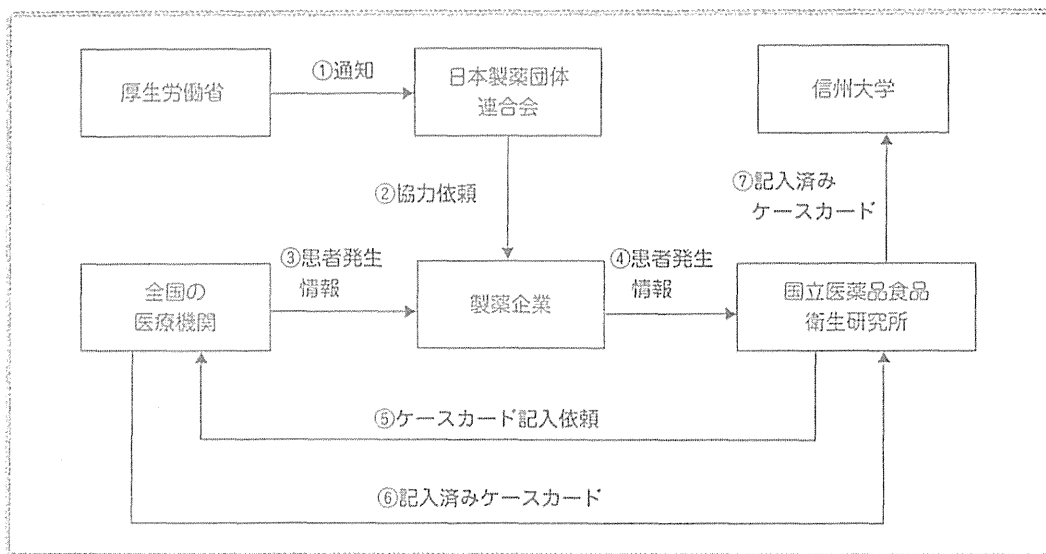 厚生労働省
①通知
日本製薬団体
連合会
信州大学
②協力依頼
⑦記入済み
ケースカード
全国の
医療機関
③患者発生
情報
製薬企業
④患者発生
情報
国立医薬品食品
衛生研究所
⑤ケースカード記入依頼
⑥記入済みケースカード